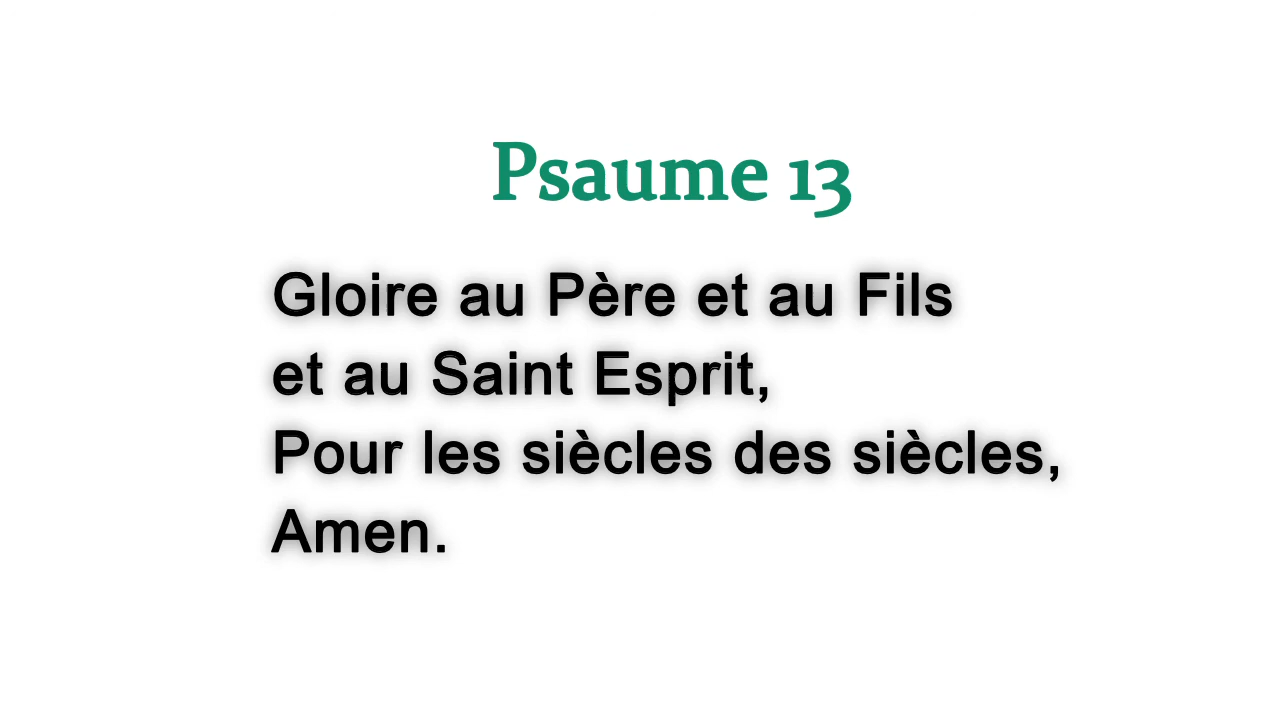 Psaume 13
Gloire au Père et au Fils
et au Saint Esprit,
Pour les siècles des siècles,
Amen.